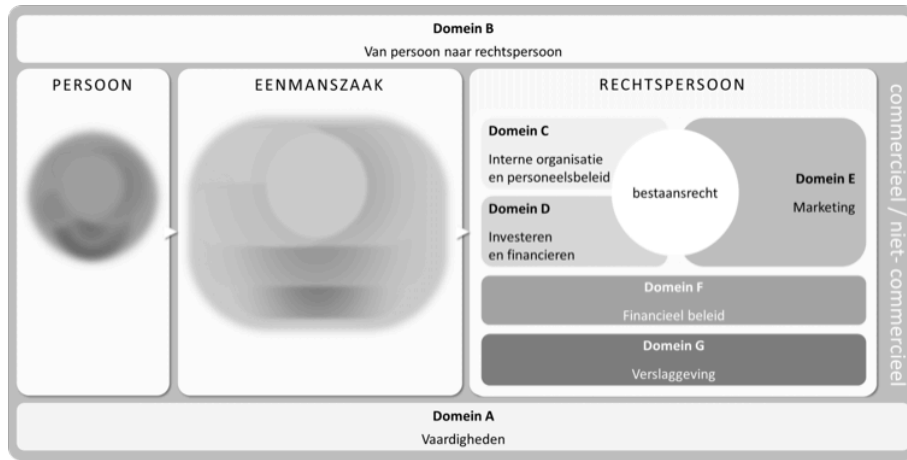 Domein B
Van persoon naar rechtspersoon
PERSOON
EENMANSZAAK
RECHTSPERSOON
Domein C
Interne organisatie
en personeelsbeleid
Domein D
Investeren
en financieren
bestaansrecht
Domein E
Marketing
Domein F
Financieel beleid
Domein G
Verslaggeving
commercieel / niet- commercieel
Domein A
Vaardigheden